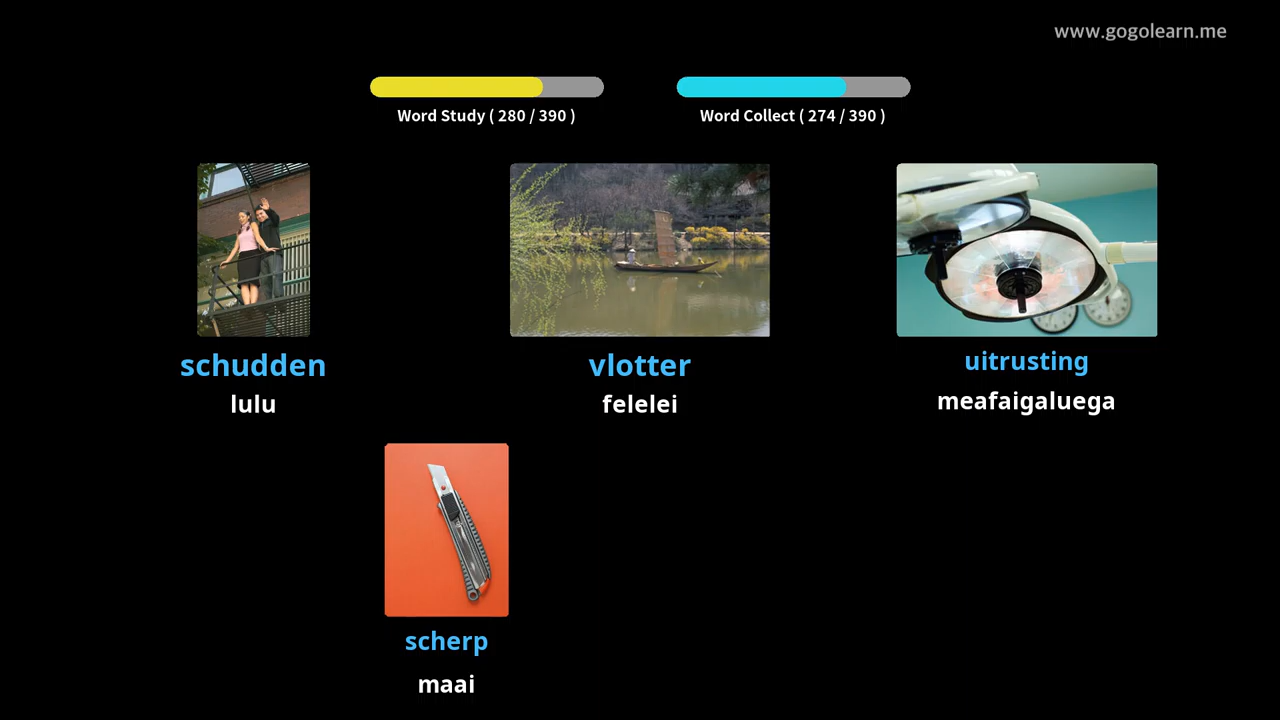 www.gogolearn.me
Word Study ( 280 / 390 )
Word Collect ( 274 / 390 )
schudden
lulu
vlotter
felelei
uitrusting
meafaigaluega
scherp
maai